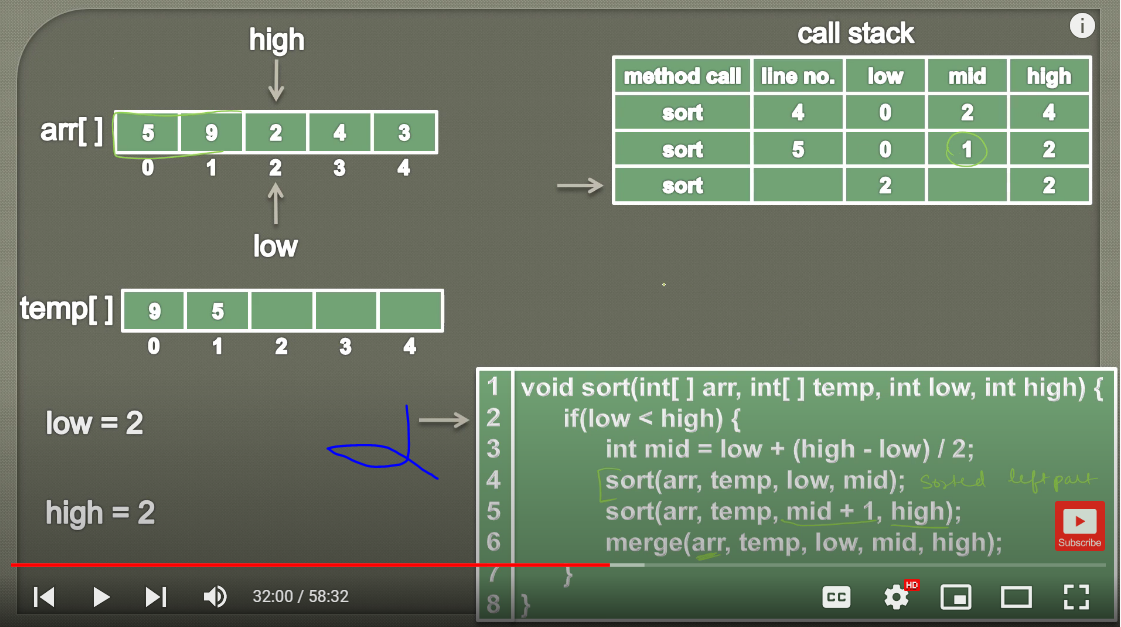 high
arr[ ] 5 9 2 4 3
0 1 2 3 4
low
temp[ ] 9 5
0 1 2 3 4
low = 2
high = 2
call stack
i
method call line no. low mid high
sort 4 0 2 4
sort 5 0 1 2
sort 2 2
1 void sort(int[ ] arr, int[ ] temp, int low, int high) {
2 if(low < high) {
3 int mid = low + (high - low) / 2;
4 sort(arr, temp, low, mid); Sorted left part
5 sort(arr, temp, mid + 1, high);
6 merge(arr, temp, low, mid, high);
7 }
8 }
Subscribe
32:00 / 58:32
CC
HD